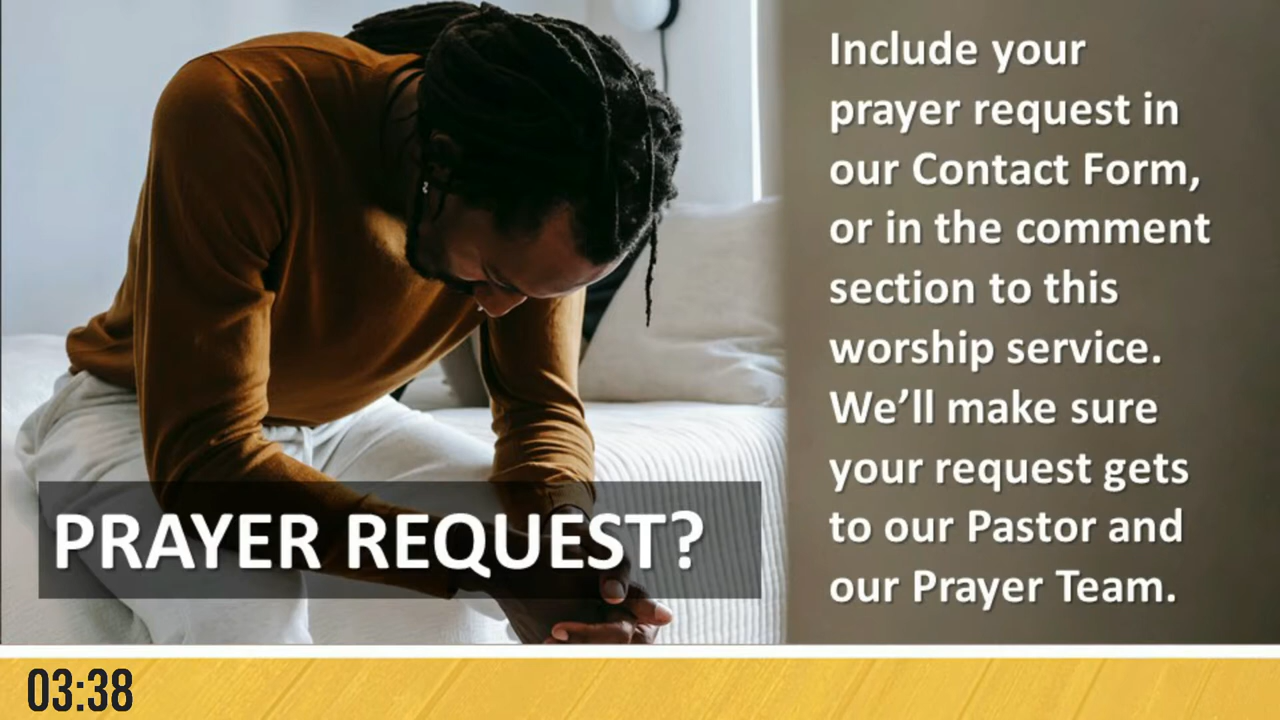 PRAYER REQUEST?
Include your
prayer request in
our Contact Form,
or in the comment
section to this
worship service.
We’ll make sure
your request gets
to our Pastor and
our Prayer Team.
03:38